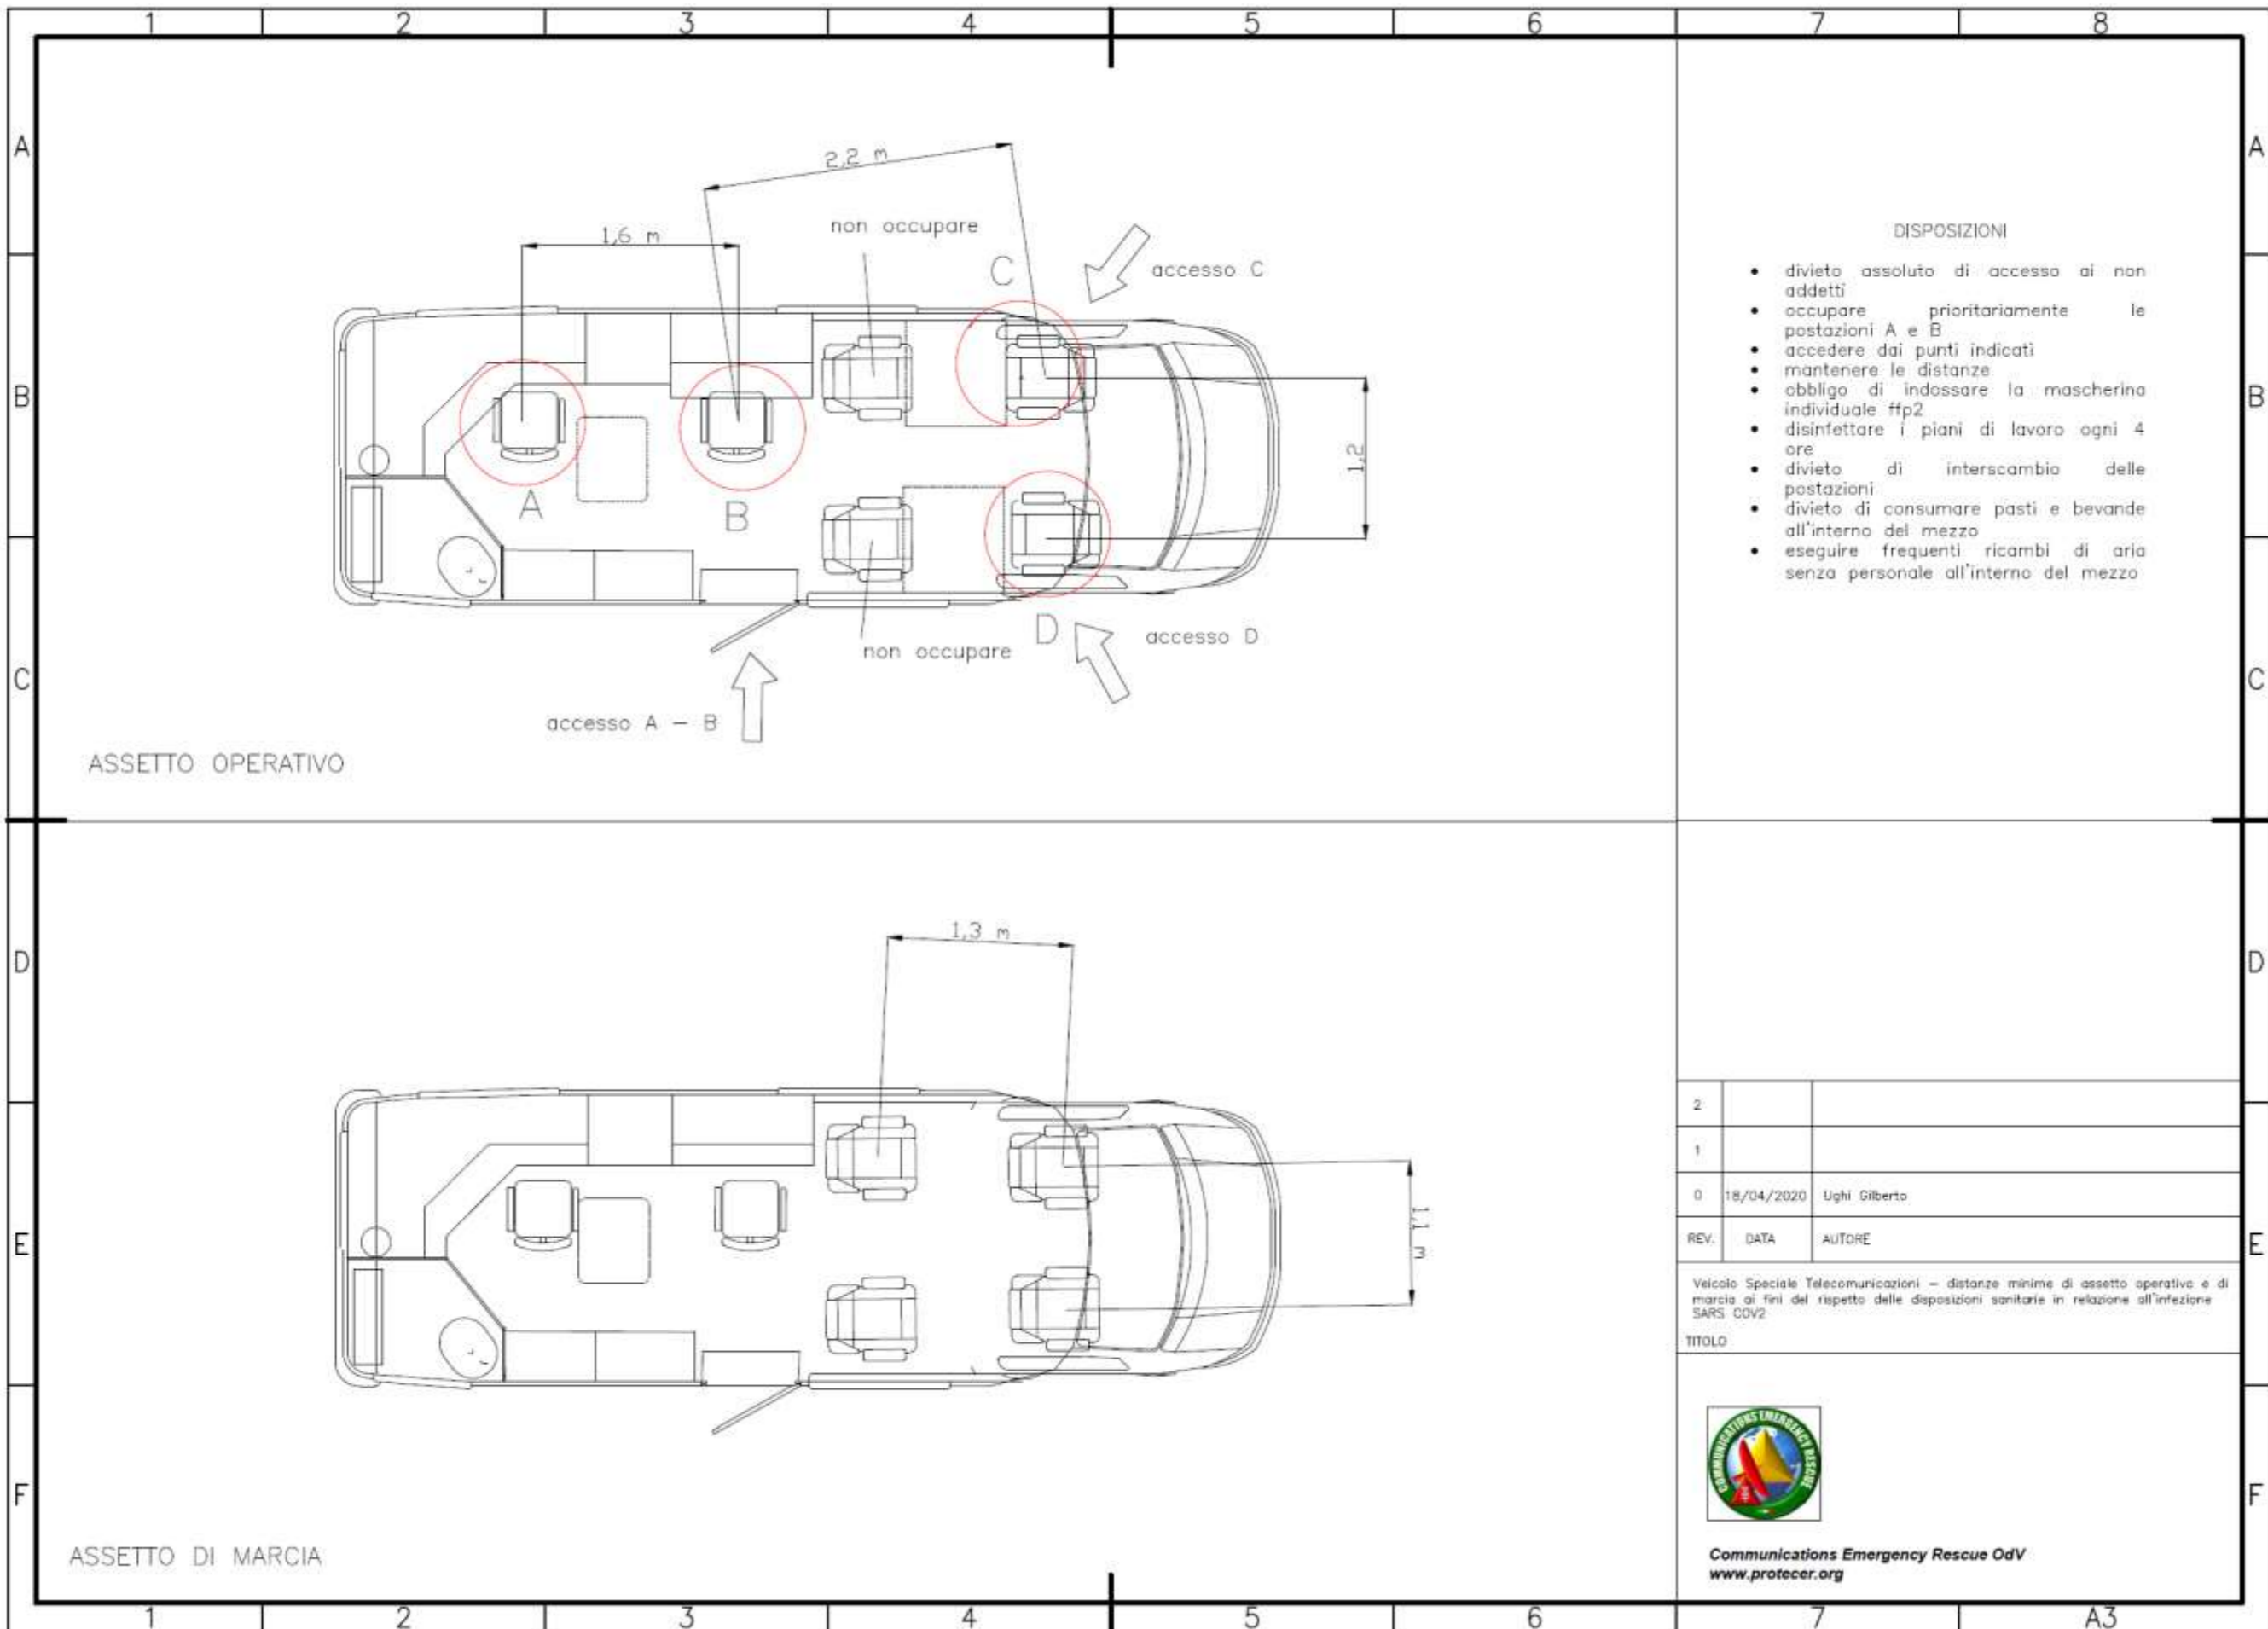 1 2 3 4 5 6 7 8
A A
B B
C C
D D
E E
F F
2,2 m
1,6 m
non occupare
C
accesso C
1,2
A
B
D
accesso D
non occupare
accesso A – B
ASSETTO OPERATIVO
DISPOSIZIONI
• divieto assoluto di accesso ai non
addetti
• occupare prioritariamente le
postazioni A e B
• accedere dai punti indicati
• mantenere le distanze
• obbligo di indossare la mascherina
individuale ffp2
• disinfettare i piani di lavoro ogni 4
ore
• divieto di interscambio delle
postazioni
• divieto di consumare pasti e bevande
all'interno del mezzo
• eseguire frequenti ricambi di aria
senza personale all'interno del mezzo
1,3 m
1,1 m
ASSETTO DI MARCIA
2
1
0 18/04/2020 Ughi Gilberto
REV. DATA AUTORE
Veicolo Speciale Telecomunicazioni – distanze minime di assetto operativo e di
marcia ai fini del rispetto delle disposizioni sanitarie in relazione all'infezione
SARS COV2
TITOLO
COMMUNICATIONS EMERGENCY RESCUE
Communications Emergency Rescue OdV
www.protecer.org
1 2 3 4 5 6 7 A3